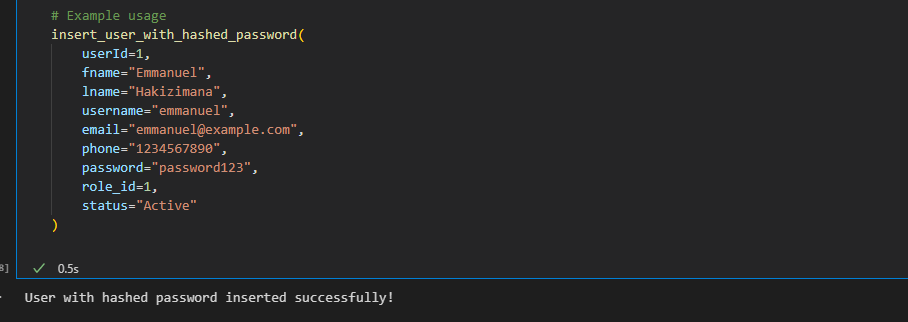 # Example usage
insert_user_with_hashed_password(
    userId=1,
    fname="Emmanuel",
    lname="Hakizimana",
    username="emmanuel",
    email="emmanuel@example.com",
    phone="1234567890",
    password="password123",
    role_id=1,
    status="Active"
)
8] ✓ 0.5s
User with hashed password inserted successfully!